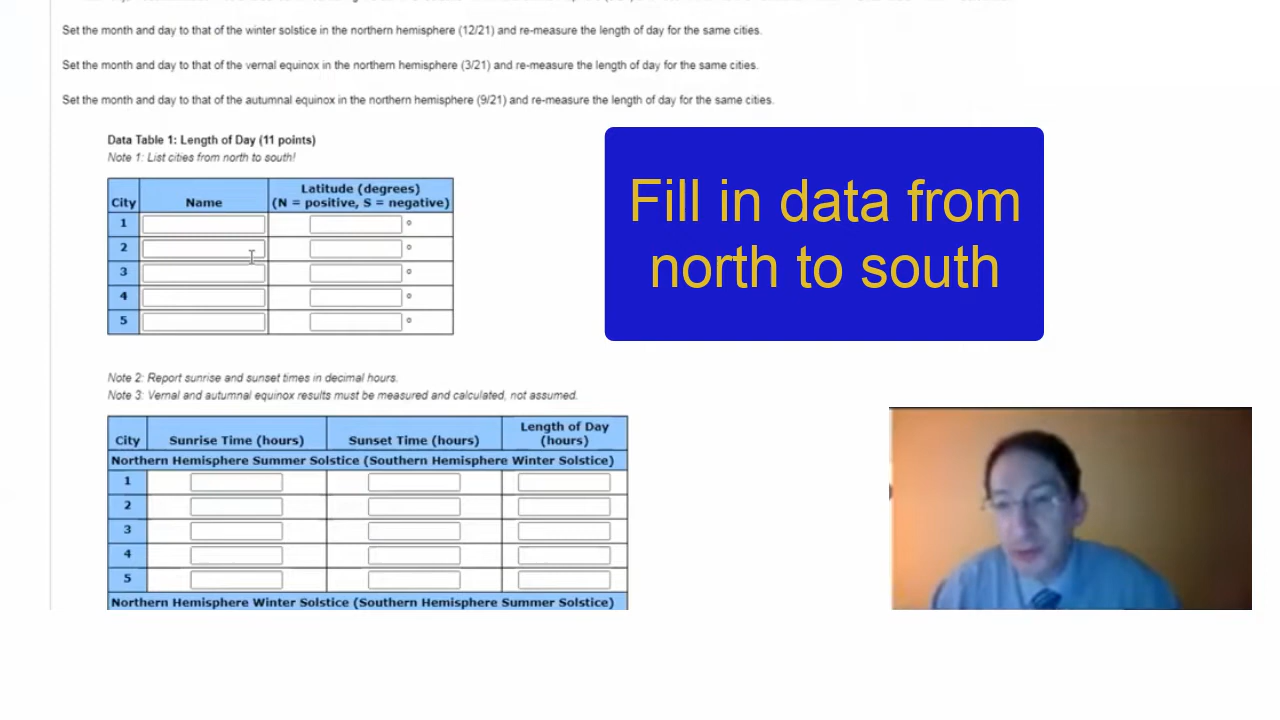 Set the month and day to that of the winter solstice in the northern hemisphere (12/21) and re-measure the length of day for the same cities.
Set the month and day to that of the vernal equinox in the northern hemisphere (3/21) and re-measure the length of day for the same cities.
Set the month and day to that of the autumnal equinox in the northern hemisphere (9/21) and re-measure the length of day for the same cities.
Data Table 1: Length of Day (11 points)
Note 1: List cities from north to south!
City Name Latitude (degrees)
(N = positive, S = negative)
1 °
2 °
3 °
4 °
5 °
Fill in data from
north to south
Note 2: Report sunrise and sunset times in decimal hours.
Note 3: Vernal and autumnal equinox results must be measured and calculated, not assumed.
City Sunrise Time (hours) Sunset Time (hours) Length of Day
(hours)
Northern Hemisphere Summer Solstice (Southern Hemisphere Winter Solstice)
1
2
3
4
5
Northern Hemisphere Winter Solstice (Southern Hemisphere Summer Solstice)